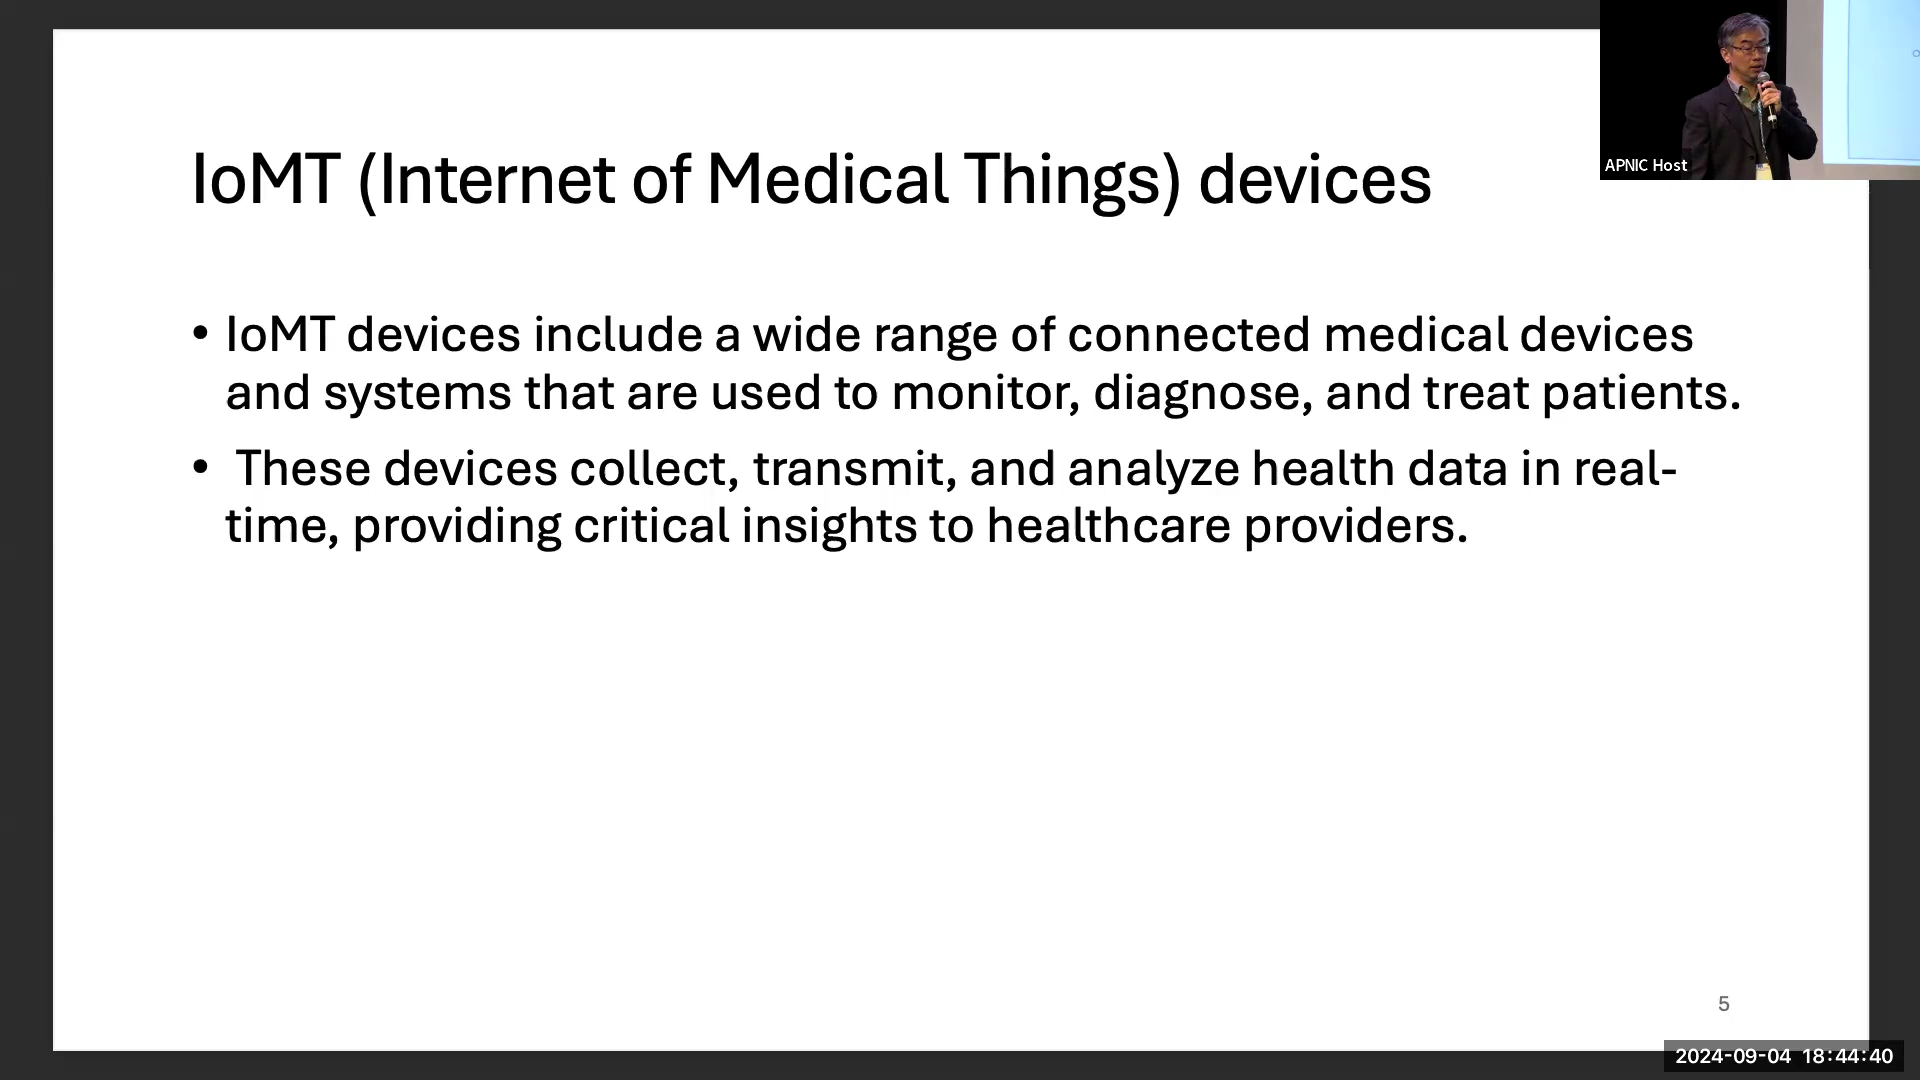 IoMT (Internet of Medical Things) devices
APNIC Host
• IoMT devices include a wide range of connected medical devices
and systems that are used to monitor, diagnose, and treat patients.
• These devices collect, transmit, and analyze health data in real-
time, providing critical insights to healthcare providers.
5
2024-09-04 18:44:40